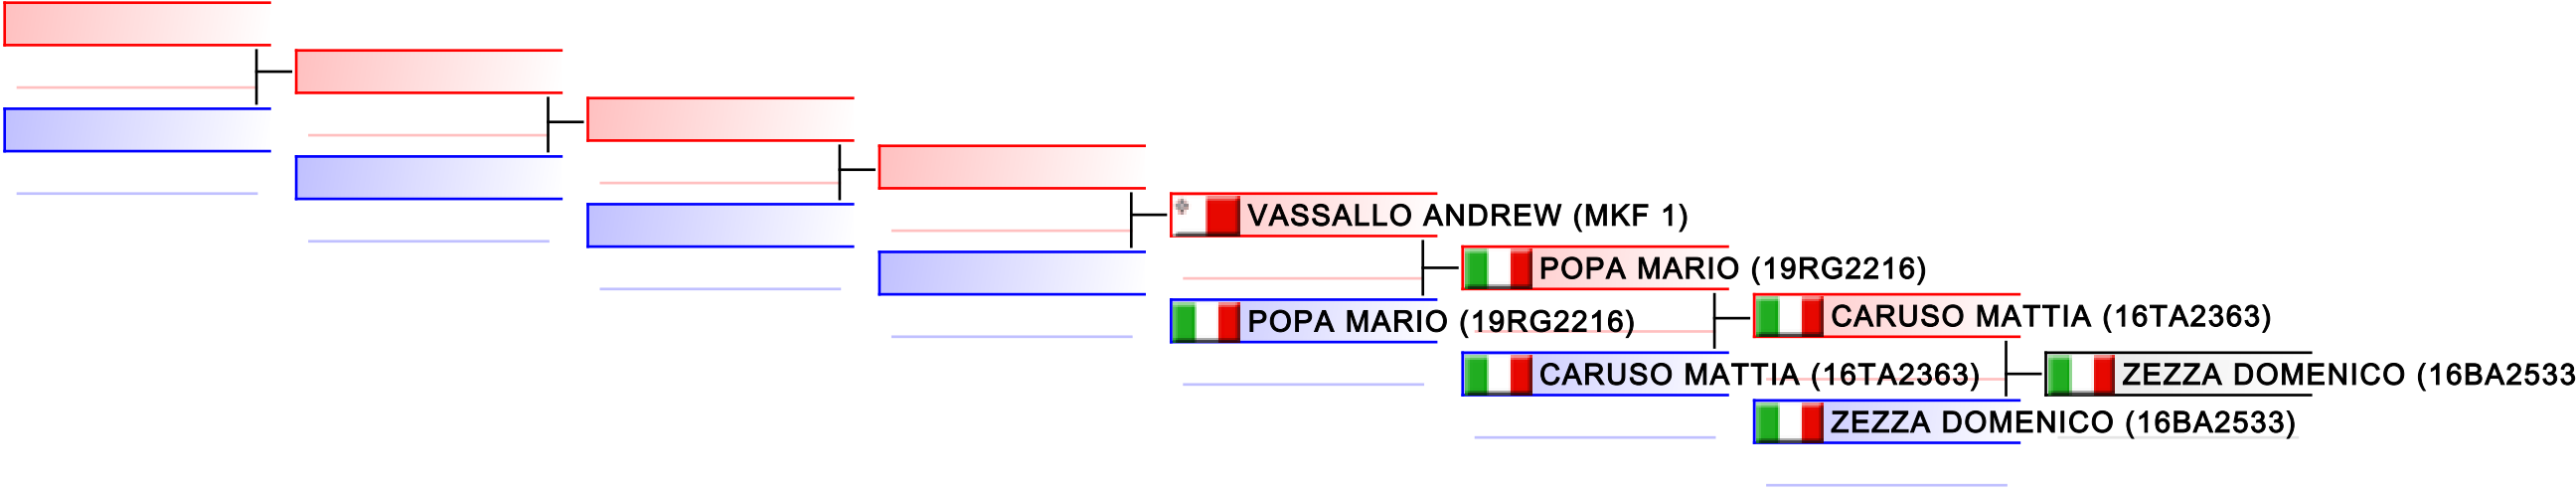 VASSALLO ANDREW (MKF 1)
POPA MARIO (19RG2216)
POPA MARIO (19RG2216)
CARUSO MATTIA (16TA2363)
CARUSO MATTIA (16TA2363)
ZEZZA DOMENICO (16BA2533
ZEZZA DOMENICO (16BA2533)